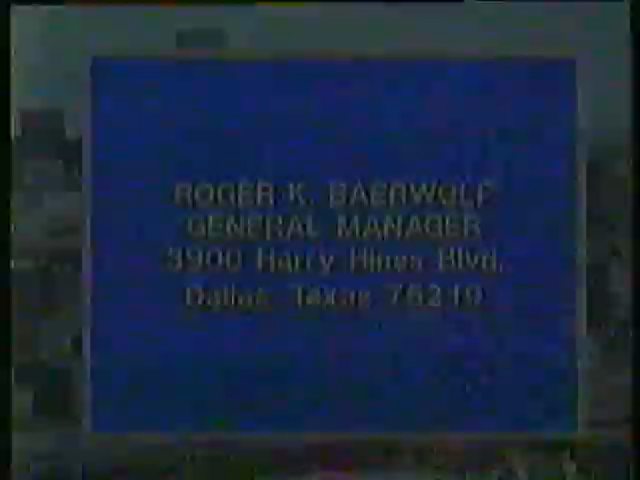 ROGER K. BAERWOLF
GENERAL MANAGER
3900 Harry Hines Blvd.
Dallas, Texas 75219